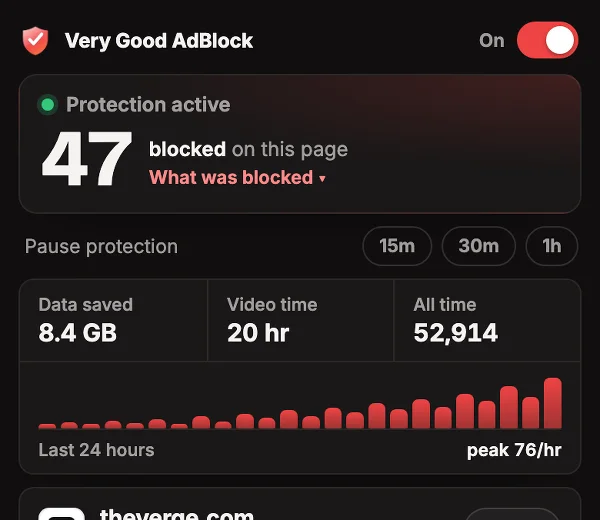 Very Good AdBlock
On
Protection active
47
blocked on this page
What was blocked ▾
Pause protection
15m
30m
1h
Data saved
8.4 GB
Video time
20 hr
All time
52,914
Last 24 hours
peak 76/hr
theverge.com